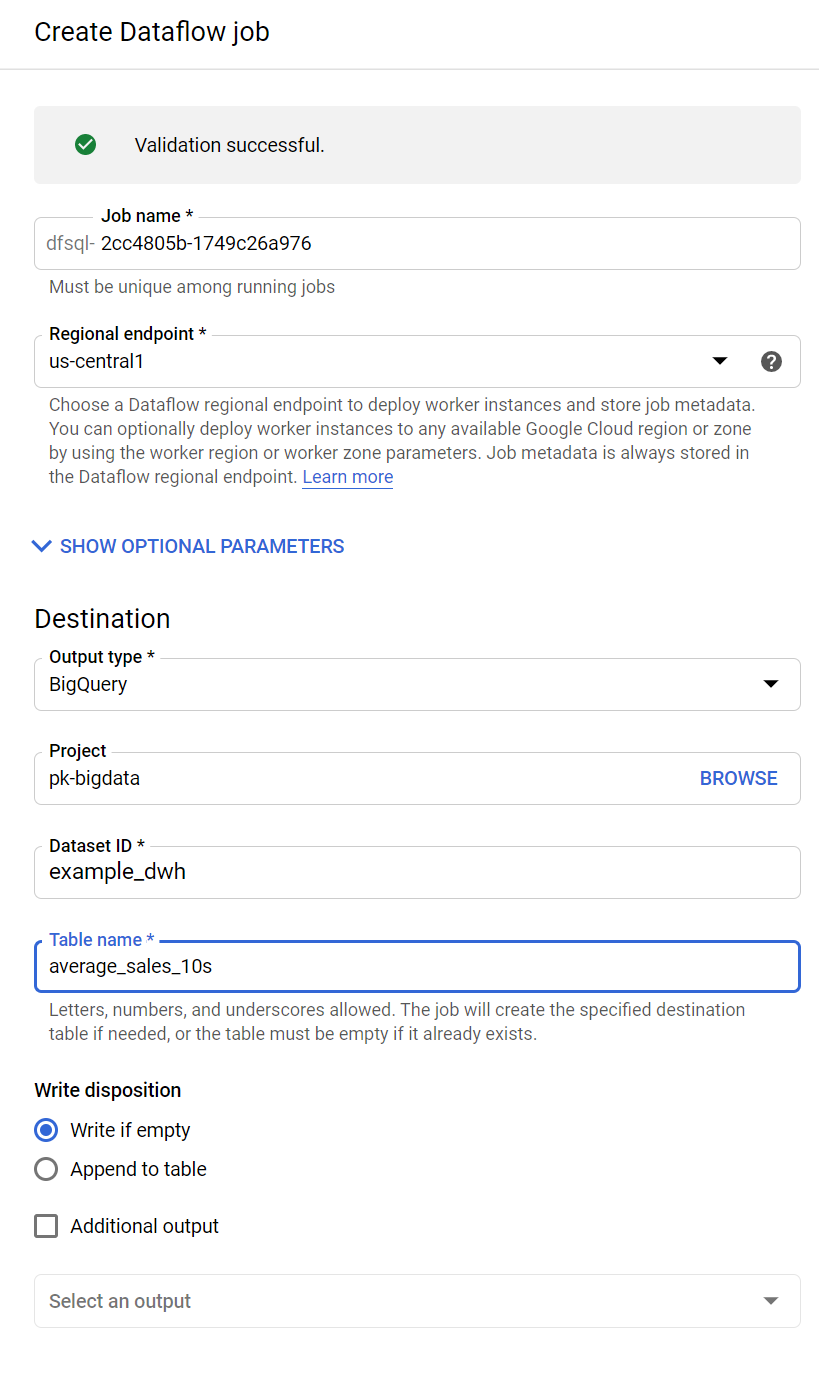 Create Dataflow job
Validation successful.
Job name *
dfsql- 2cc4805b-1749c26a976
Must be unique among running jobs
Regional endpoint *
us-central1
Choose a Dataflow regional endpoint to deploy worker instances and store job metadata.
You can optionally deploy worker instances to any available Google Cloud region or zone
by using the worker region or worker zone parameters. Job metadata is always stored in
the Dataflow regional endpoint. Learn more
SHOW OPTIONAL PARAMETERS
Destination
Output type *
BigQuery
Project
pk-bigdata
BROWSE
Dataset ID *
example_dwh
Table name *
average_sales_10s
Letters, numbers, and underscores allowed. The job will create the specified destination
table if needed, or the table must be empty if it already exists.
Write disposition
Write if empty
Append to table
Additional output
Select an output